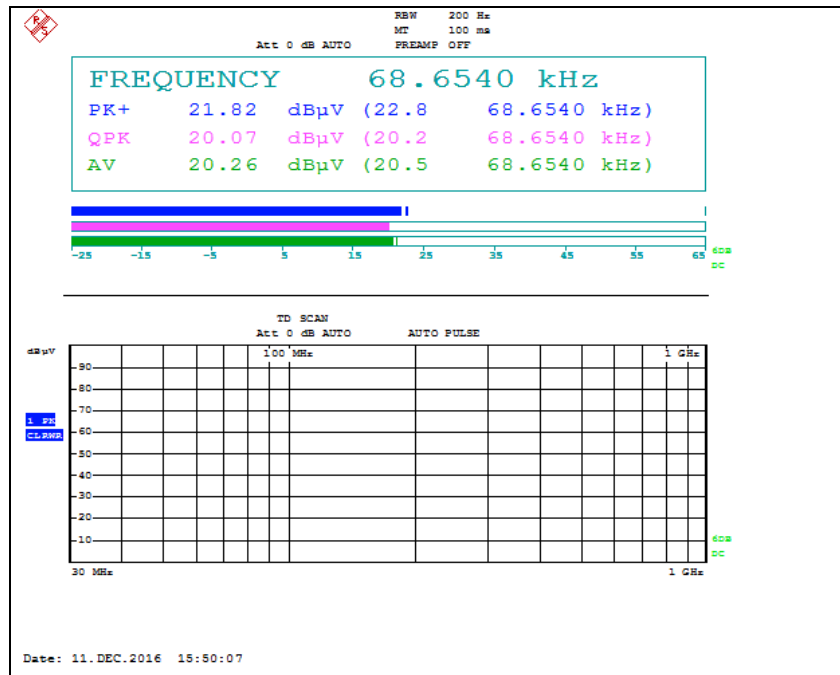 R S
RBW 200 Hz
MT 100 ms
Att 0 dB AUTO PREAMP OFF
FREQUENCY 68.6540 kHz
PK+ 21.82 dBµV (22.8 68.6540 kHz)
QPK 20.07 dBµV (20.2 68.6540 kHz)
AV 20.26 dBµV (20.5 68.6540 kHz)
-25 -15 -5 5 15 25 35 45 55 65
6DB
DC
TD SCAN
Att 0 dB AUTO AUTO PULSE
dBµV
100 MHz 1 GHz
90
80
70
1 PK
CLRWR
60
50
40
30
20
10
6DB
DC
30 MHz 1 GHz
Date: 11.DEC.2016 15:50:07